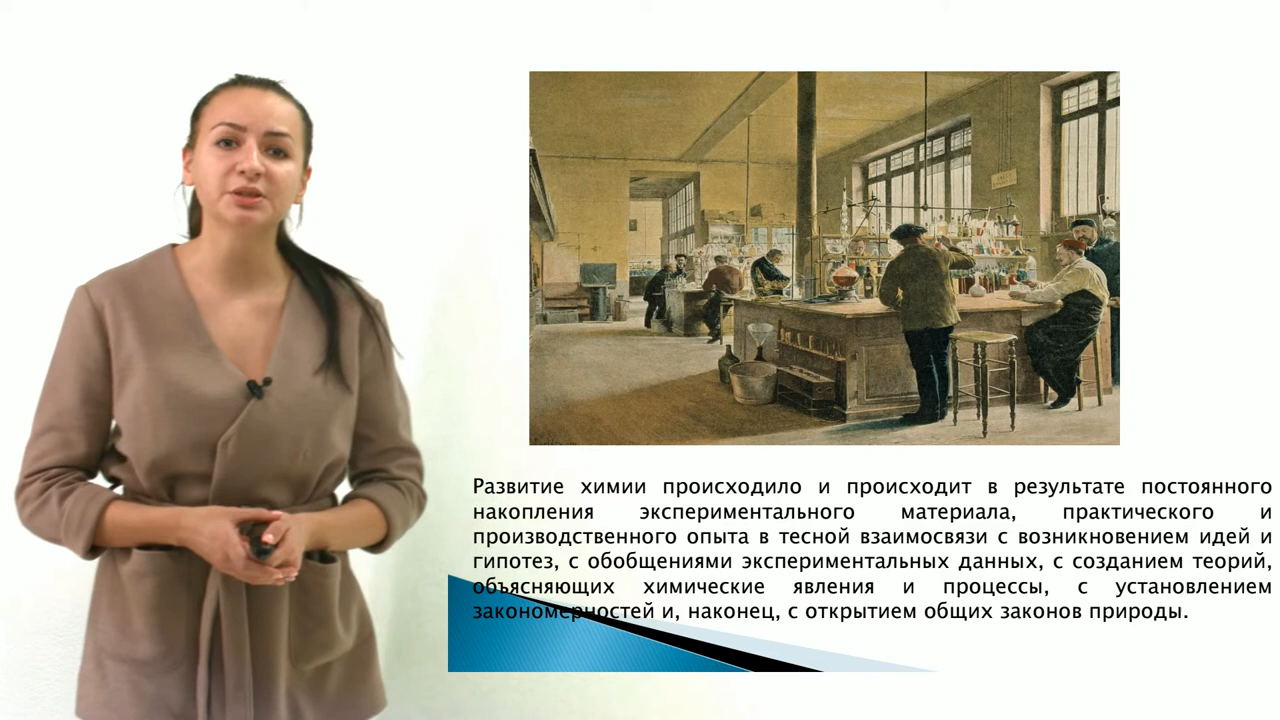 Развитие химии происходило и происходит в результате постоянного
накопления экспериментального материала, практического и
производственного опыта в тесной взаимосвязи с возникновением идей и
гипотез, с обобщениями экспериментальных данных, с созданием теорий,
объясняющих химические явления и процессы, с установлением
закономерностей и, наконец, с открытием общих законов природы.